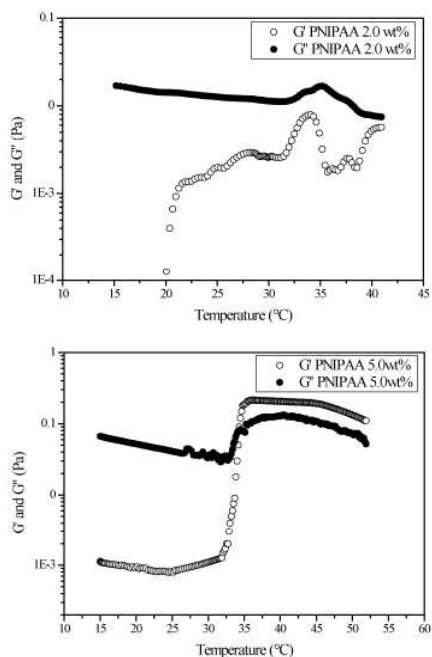 0.1
0
1E-3
1E-4
G' and G" (Pa)
G' PNIPAA 2.0 wt%
G" PNIPAA 2.0 wt%
10 15 20 25 30 35 40 45
Temperature (°C)
1
0.1
0
1E-3
G' and G" (Pa)
G' PNIPAA 5.0wt%
G" PNIPAA 5.0wt%
10 15 20 25 30 35 40 45 50 55 60
Temperature (°C)